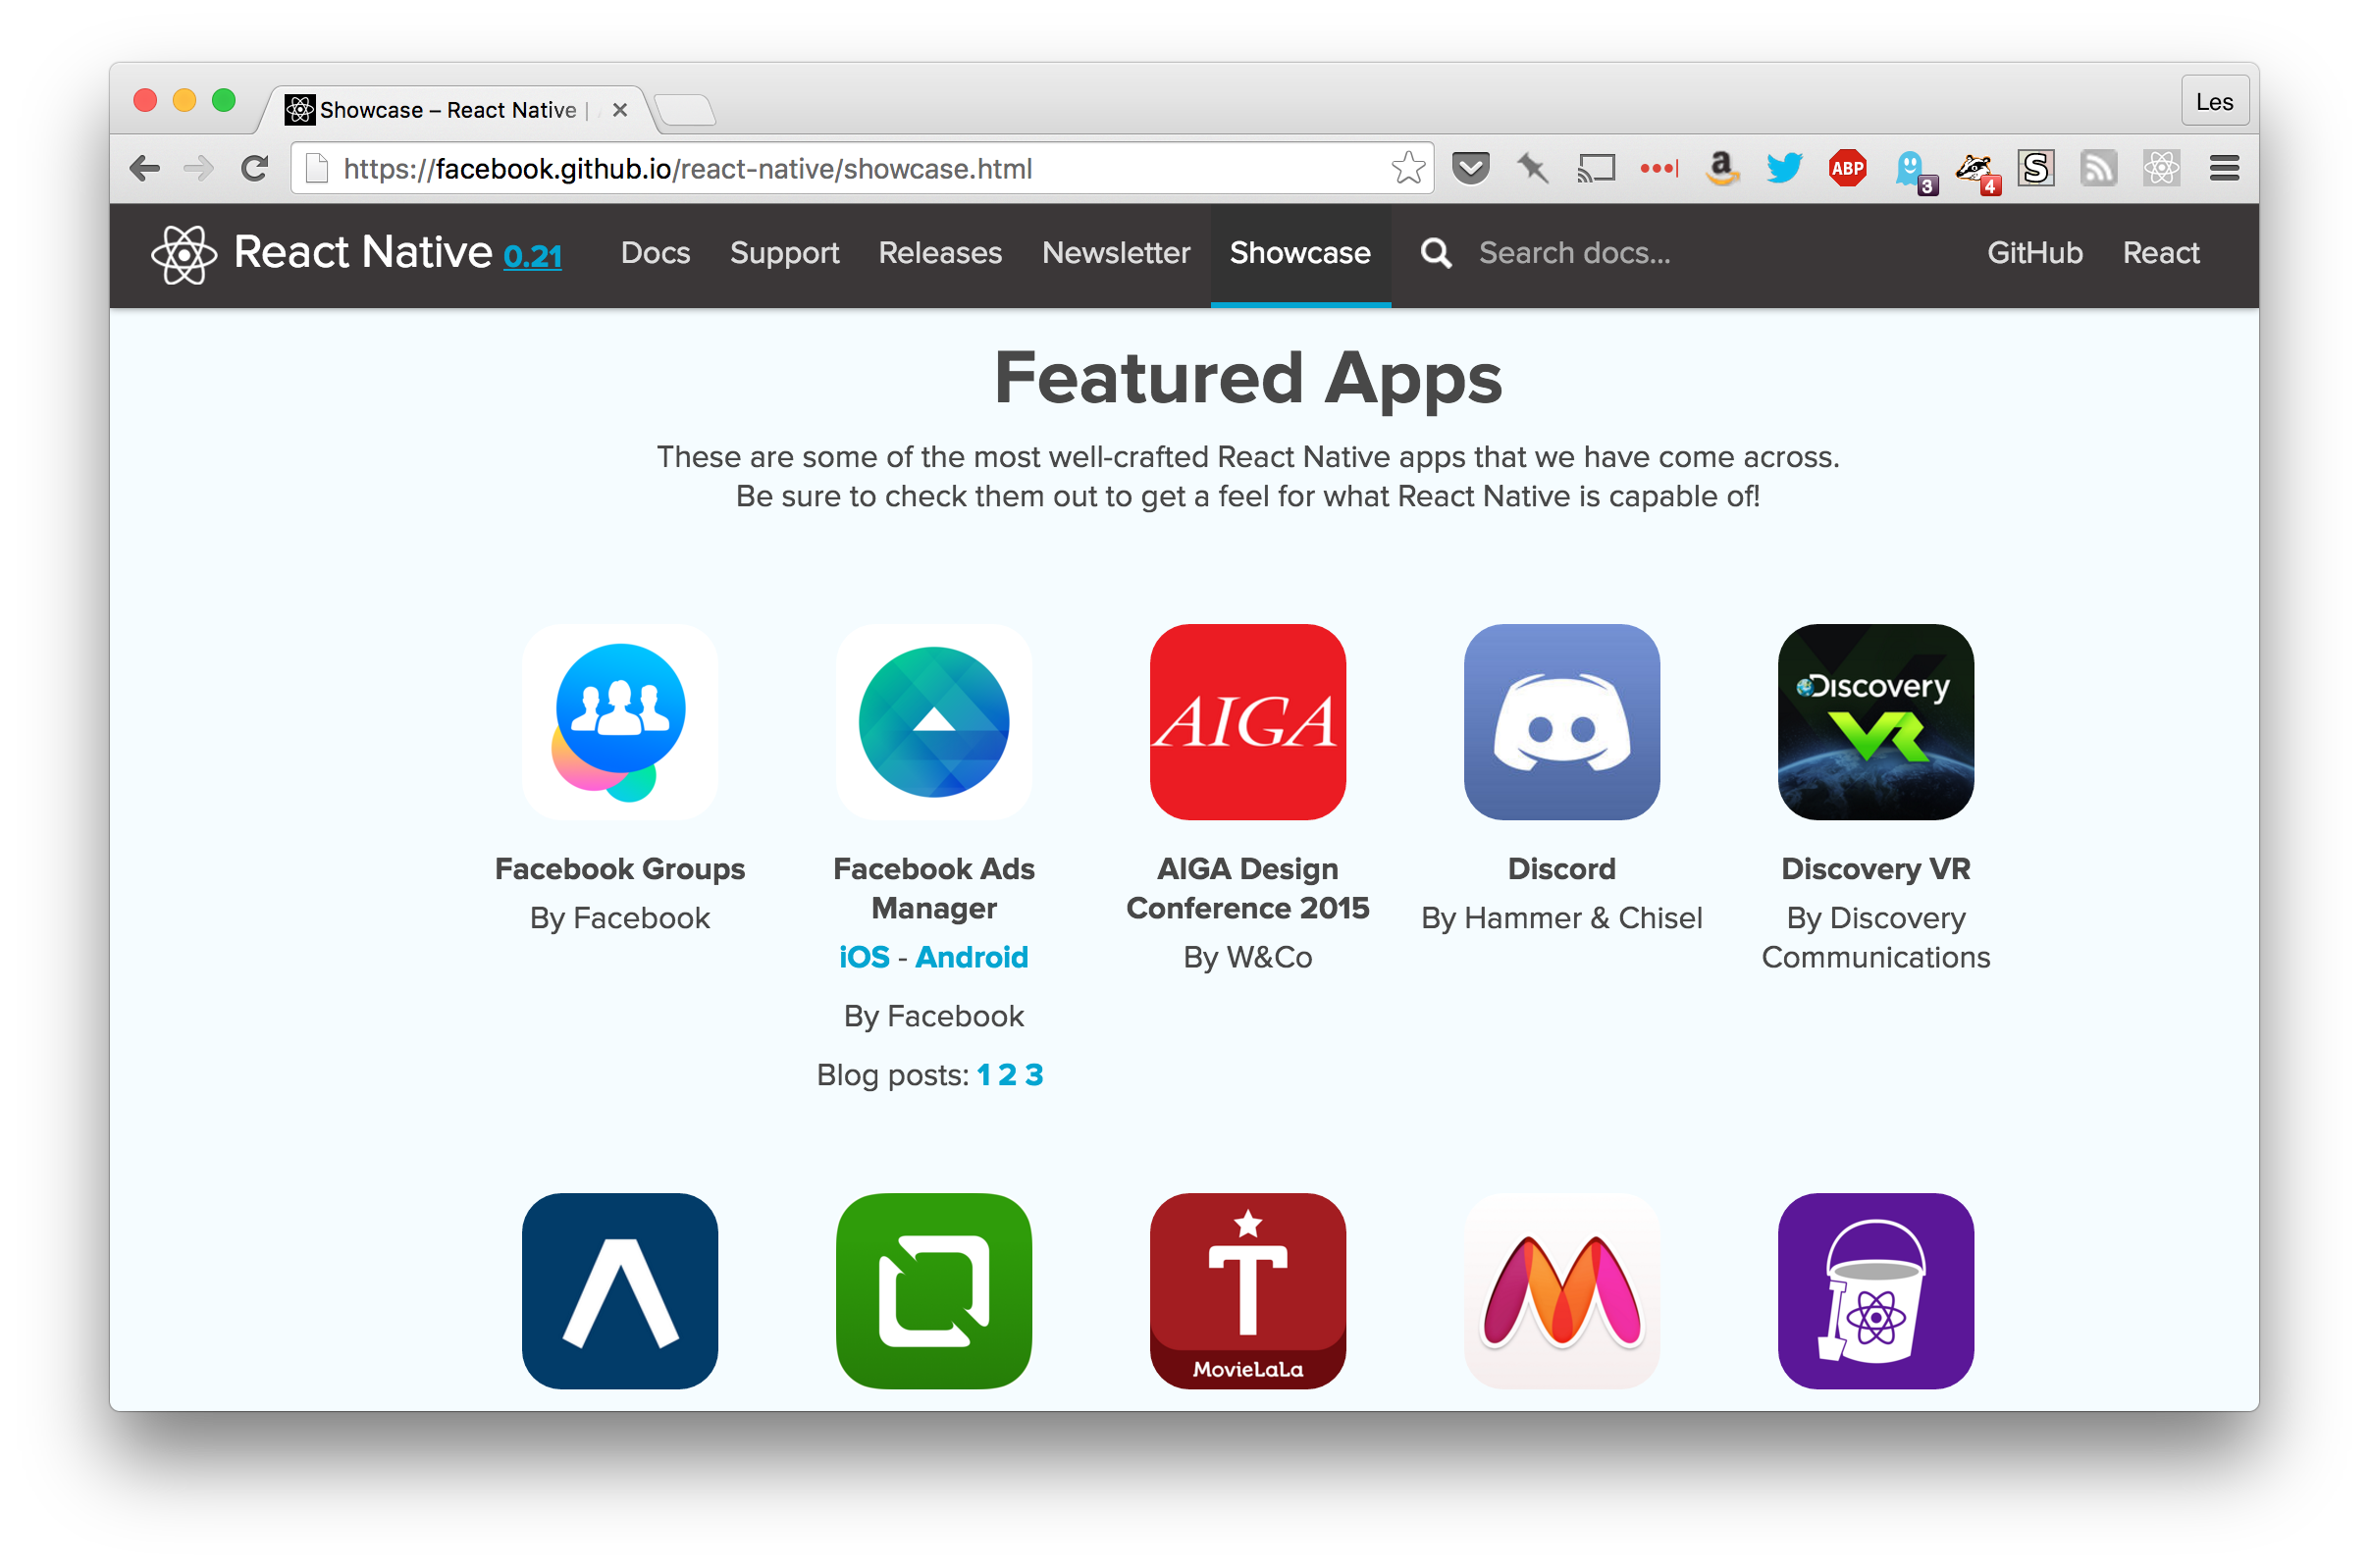 Showcase – React Native |
Les
https://facebook.github.io/react-native/showcase.html
ABP
3
4
S
React Native 0.21
Docs
Support
Releases
Newsletter
Showcase
Search docs...
GitHub
React
Featured Apps
These are some of the most well-crafted React Native apps that we have come across.
Be sure to check them out to get a feel for what React Native is capable of!
AIGA
Discovery
VR
Facebook Groups
By Facebook
Facebook Ads
Manager
iOS - Android
By Facebook
Blog posts: 1 2 3
AIGA Design
Conference 2015
By W&Co
Discord
By Hammer & Chisel
Discovery VR
By Discovery
Communications
MovieLaLa